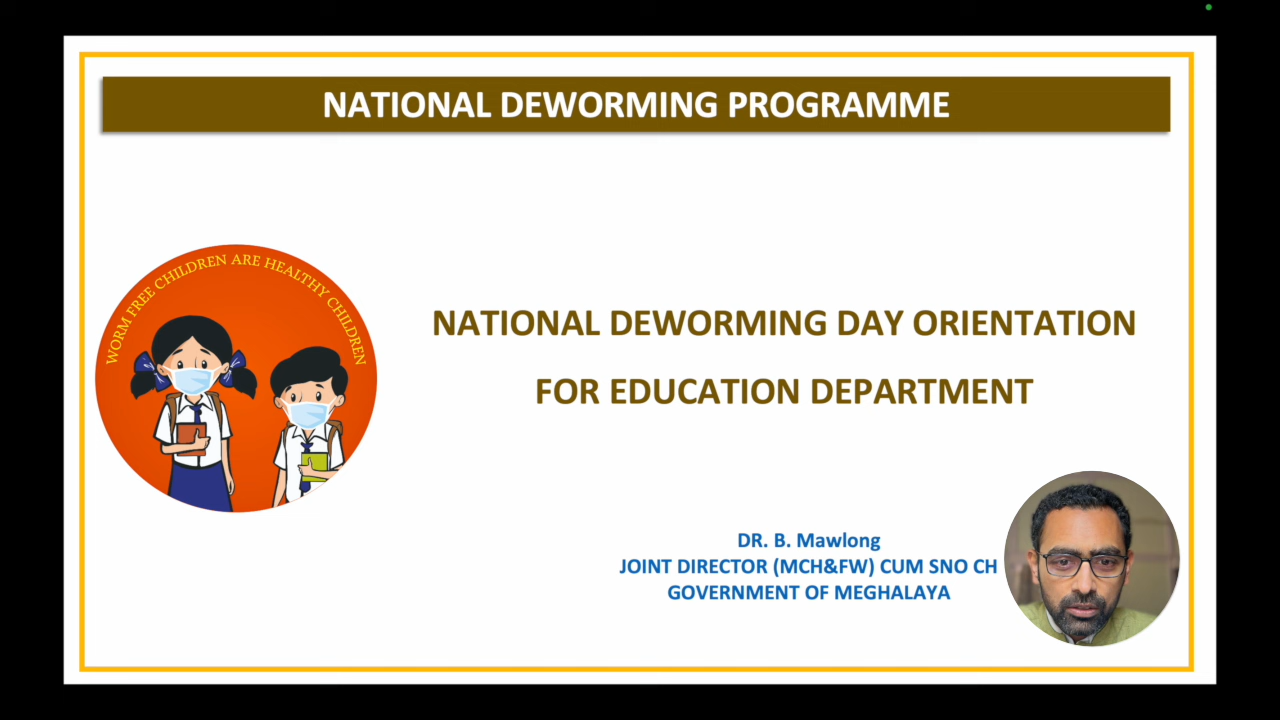 NATIONAL DEWORMING PROGRAMME
WORM FREE CHILDREN ARE HEALTHY CHILDREN
NATIONAL DEWORMING DAY ORIENTATION
FOR EDUCATION DEPARTMENT
DR. B. Mawlong
JOINT DIRECTOR (MCH&FW) CUM SNO CH
GOVERNMENT OF MEGHALAYA